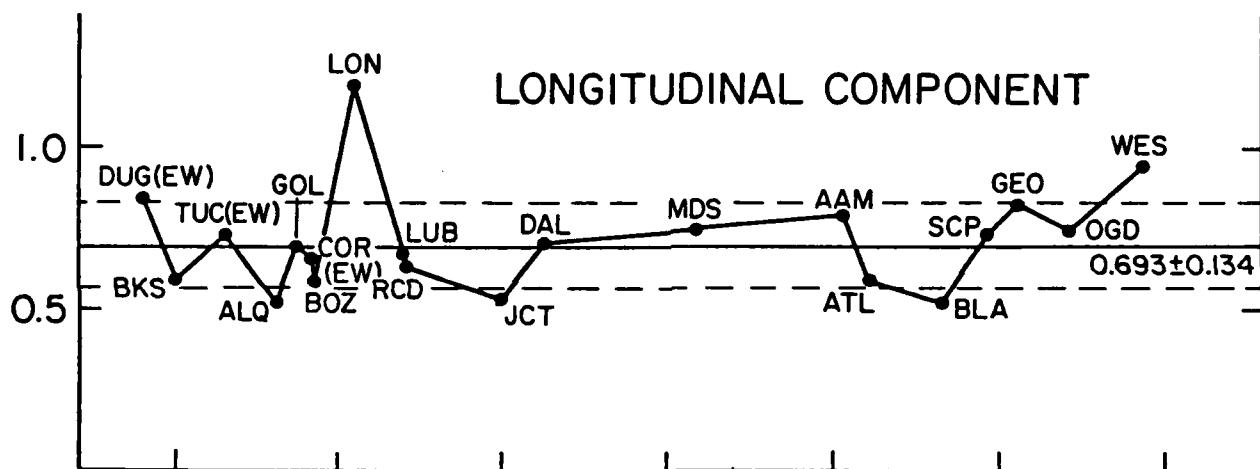 LON
LONGITUDINAL COMPONENT
1.0
WES
DUG(EW)
GOL
GEO
TUC(EW)
AAM
MDS
LUB
DAL
SCP
OGD
COR
(EW)
0.693±0.134
BKS
RCD
BOZ
ALQ
ATL
BLA
JCT
0.5